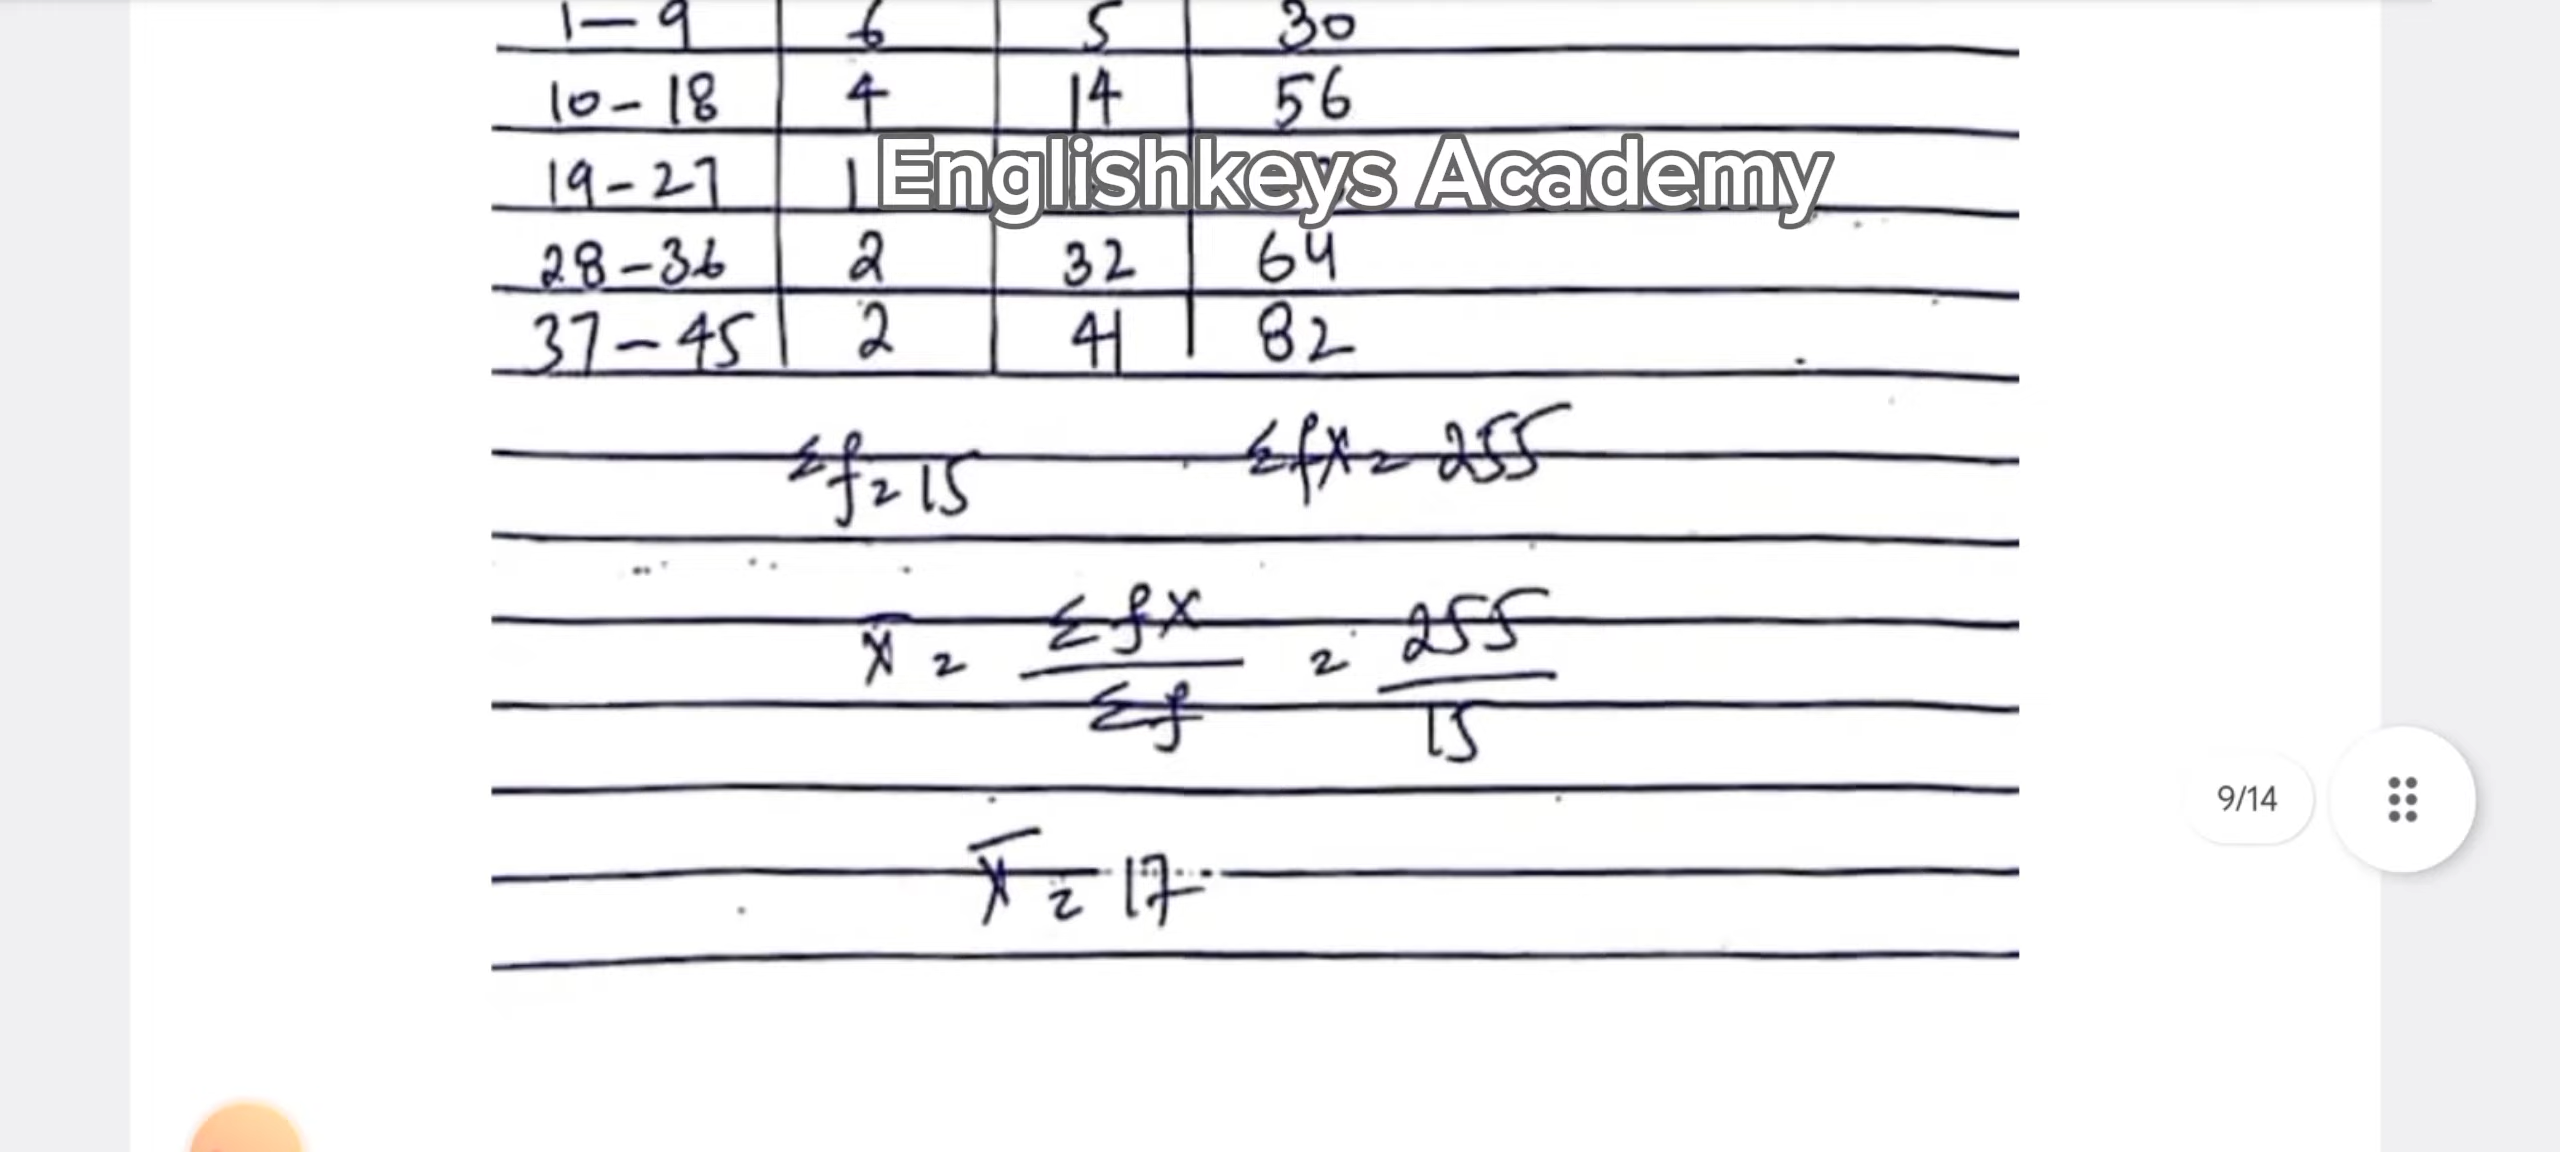 1-9 6 5 30
10-18 4 14 56
19-27 1
Englishkeys Academy
28-36 2 32 64
37-45 2 41 82
Σf = 15 Σfx = 255
x̄ = Σfx / Σf = 255 / 15
x̄ = 17
9/14